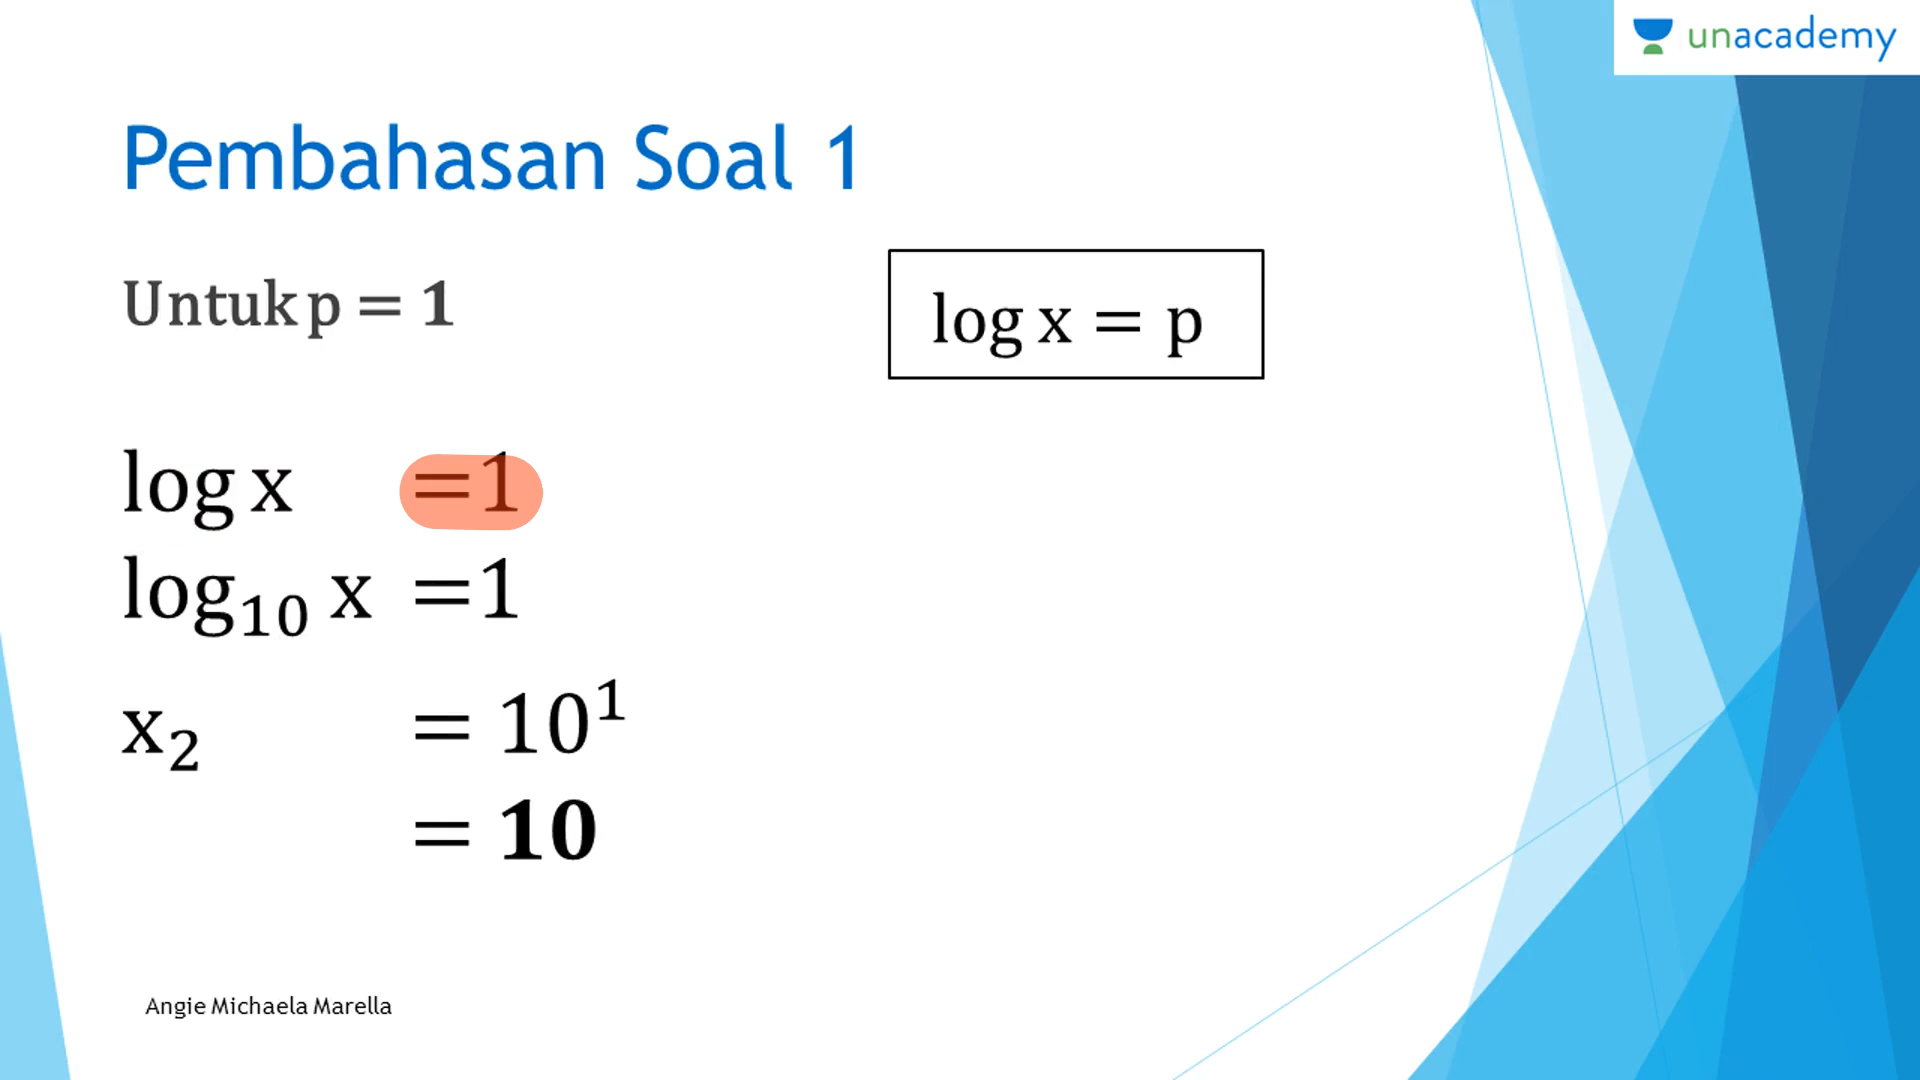 unacademy
Pembahasan Soal 1
Untuk p = 1
log x = p
log x =1
log₁₀ x =1
x₂ = 10¹
= 10
Angie Michaela Marella